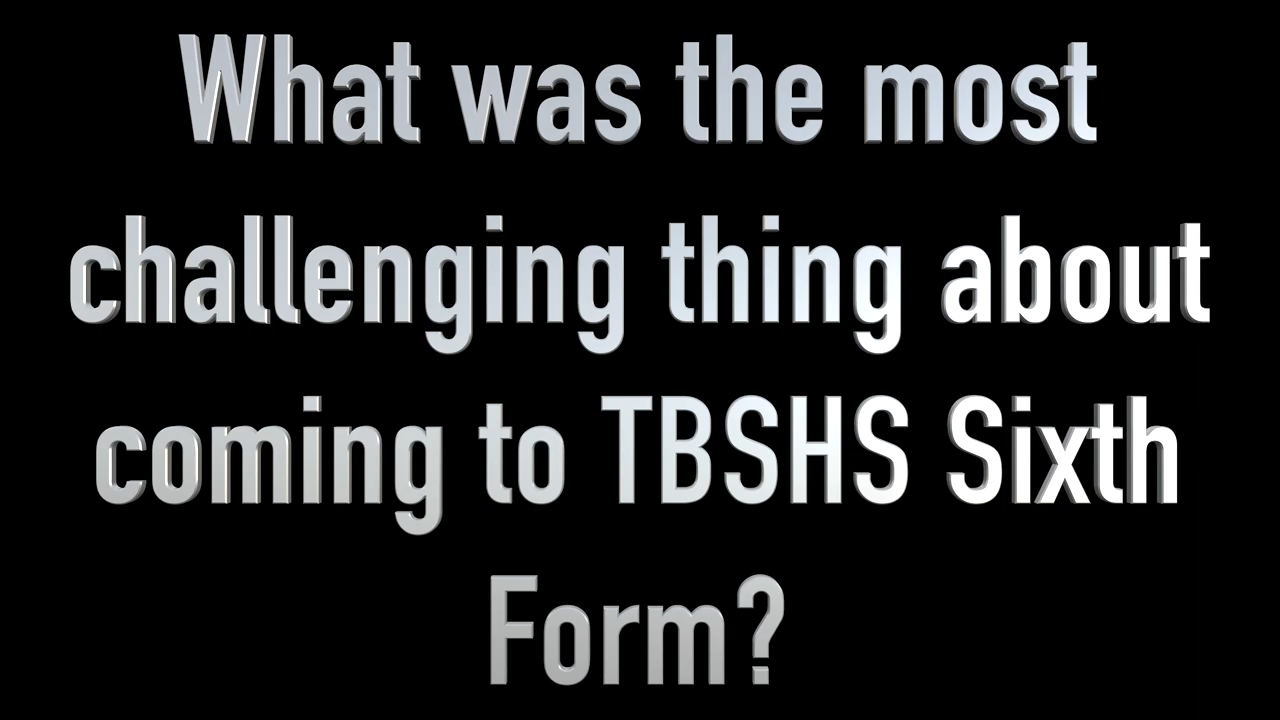 What was the most
challenging thing about
coming to TBSHS Sixth
Form?